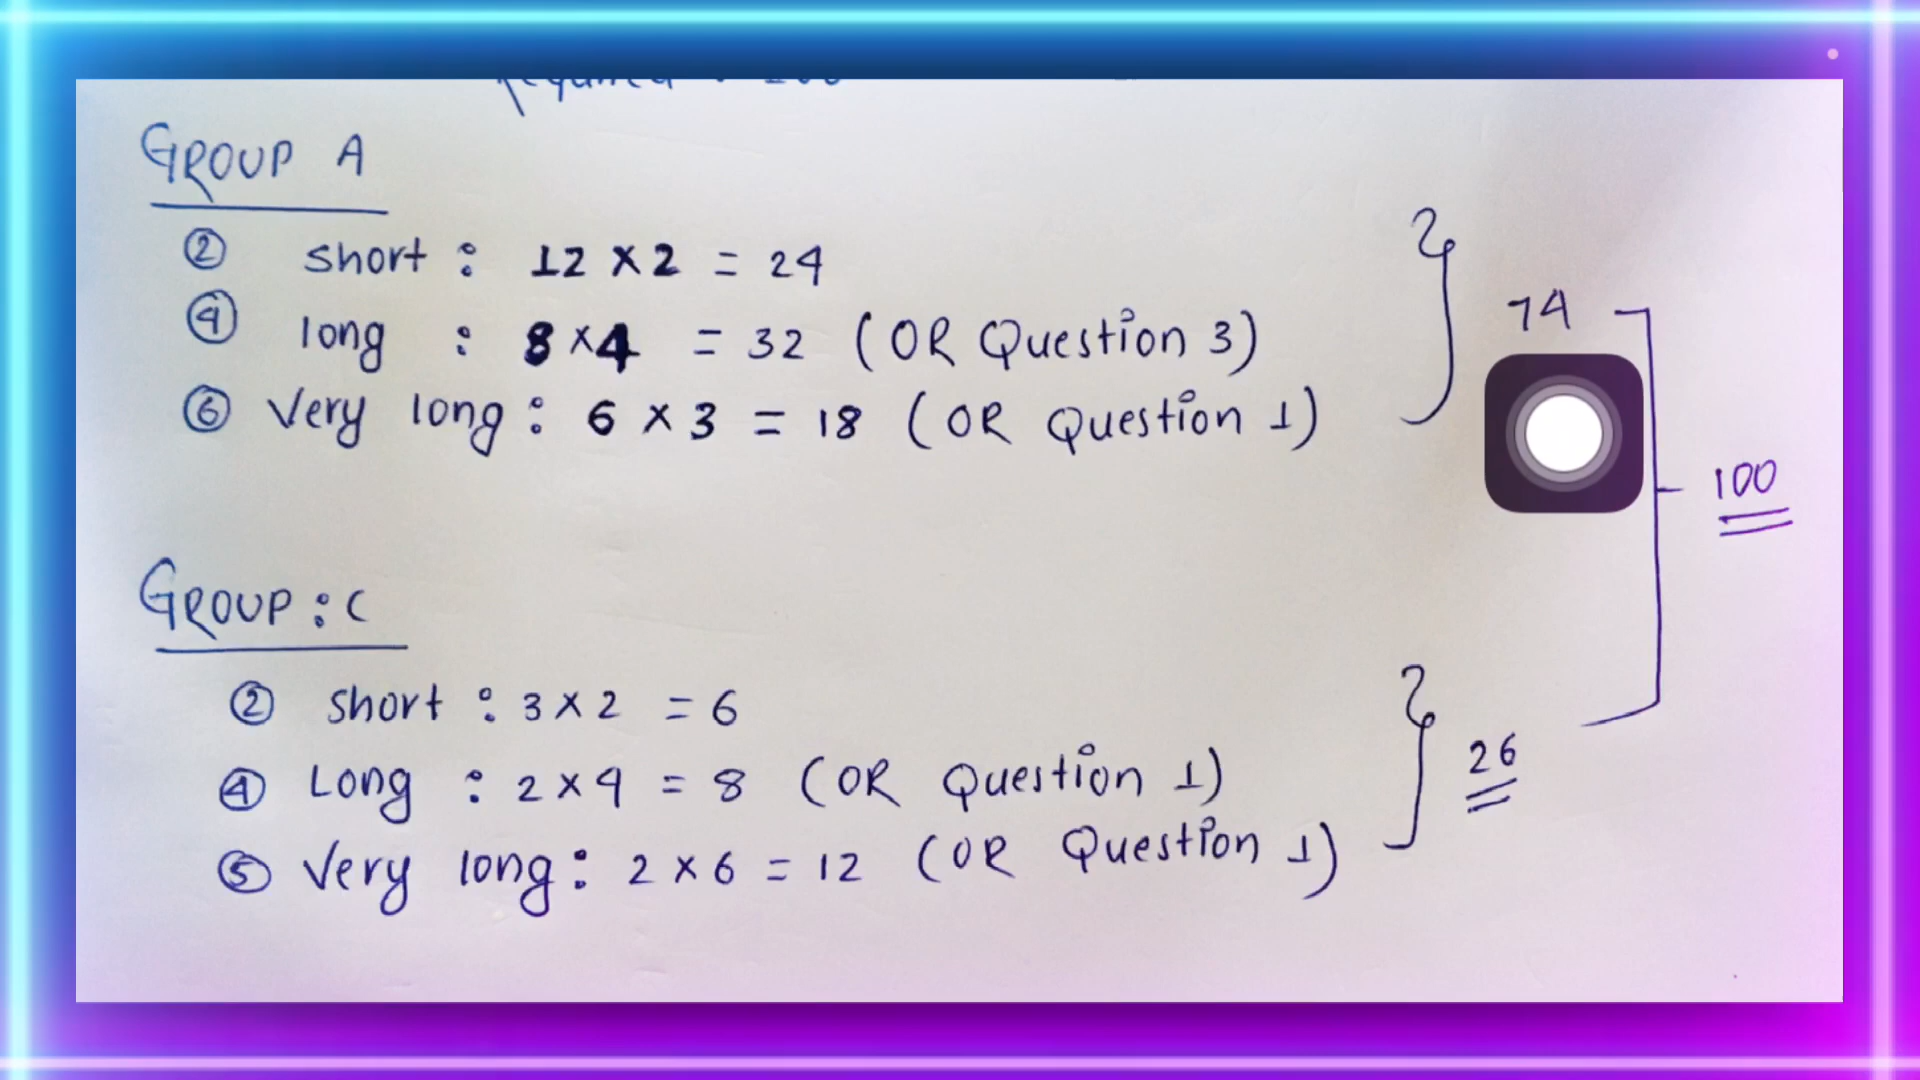 GROUP A
② short : 12 × 2 = 24
④ long : 8 × 4 = 32 (OR Question 3)
⑥ Very long : 6 × 3 = 18 (OR Question 1)
74
100
GROUP : C
② short : 3 × 2 = 6
④ Long : 2 × 4 = 8 (OR Question 1)
26
⑤ Very long : 2 × 6 = 12 (OR Question 1)